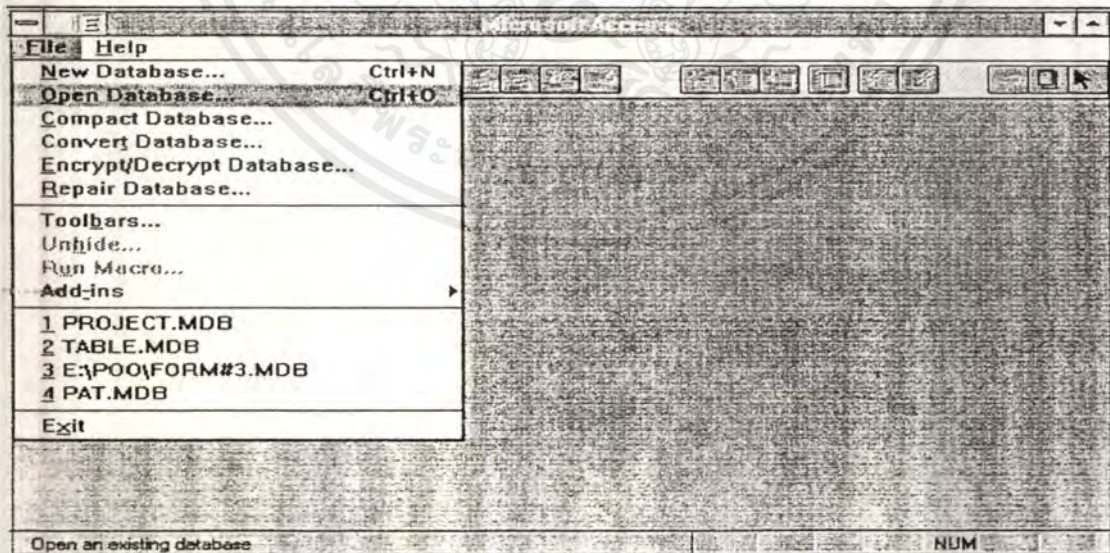 Microsoft Access
File Help
New Database... Ctrl+N
Open Database... Ctrl+O
Compact Database...
Convert Database...
Encrypt/Decrypt Database...
Repair Database...
Toolbars...
Unhide...
Run Macro...
Add-ins
1 PROJECT.MDB
2 TABLE.MDB
3 E:\POO\FORM#3.MDB
4 PAT.MDB
Exit
Open an existing database NUM